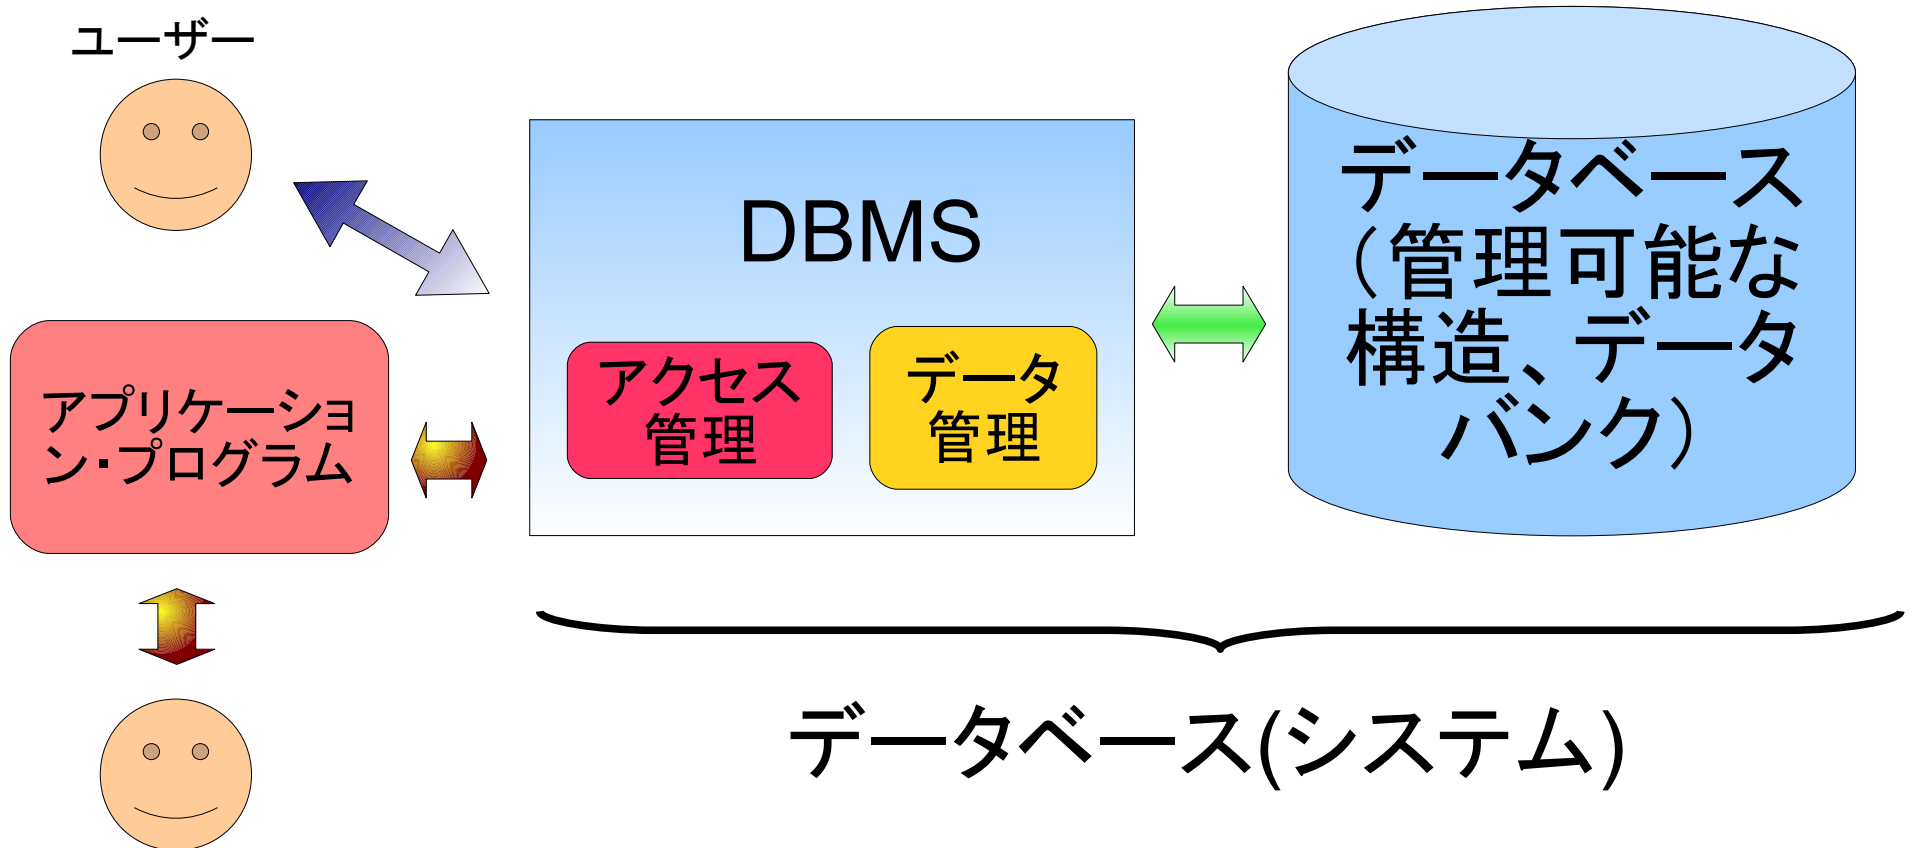 ユーザー
アプリケーショ
ン・プログラム
DBMS
アクセス
管理
データ
管理
データベース
（管理可能な
構造、データ
バンク）
データベース(システム)